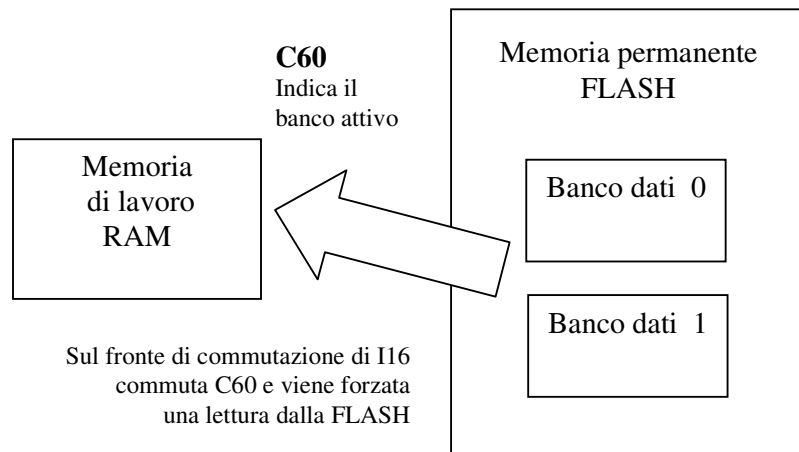 C60
Indica il
banco attivo
Memoria permanente
FLASH
Memoria
di lavoro
RAM
Banco dati 0
Banco dati 1
Sul fronte di commutazione di I16
commuta C60 e viene forzata
una lettura dalla FLASH